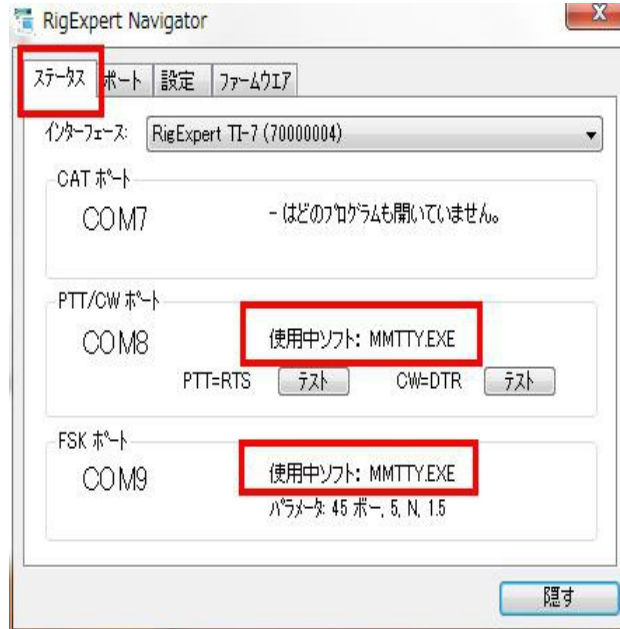 RigExpert Navigator
ステータス ポート 設定 ファームウエア
インターフェース: RigExpert TI-7 (70000004)
CAT ポート
COM7 - はどのプログラムも開いていません。
PTT/CW ポート
COM8 使用中ソフト: MMTTY.EXE
PTT=RTS テスト CW=DTR テスト
FSK ポート
COM9 使用中ソフト: MMTTY.EXE
パラメータ: 45 ボー, 5, N, 1.5
隠す